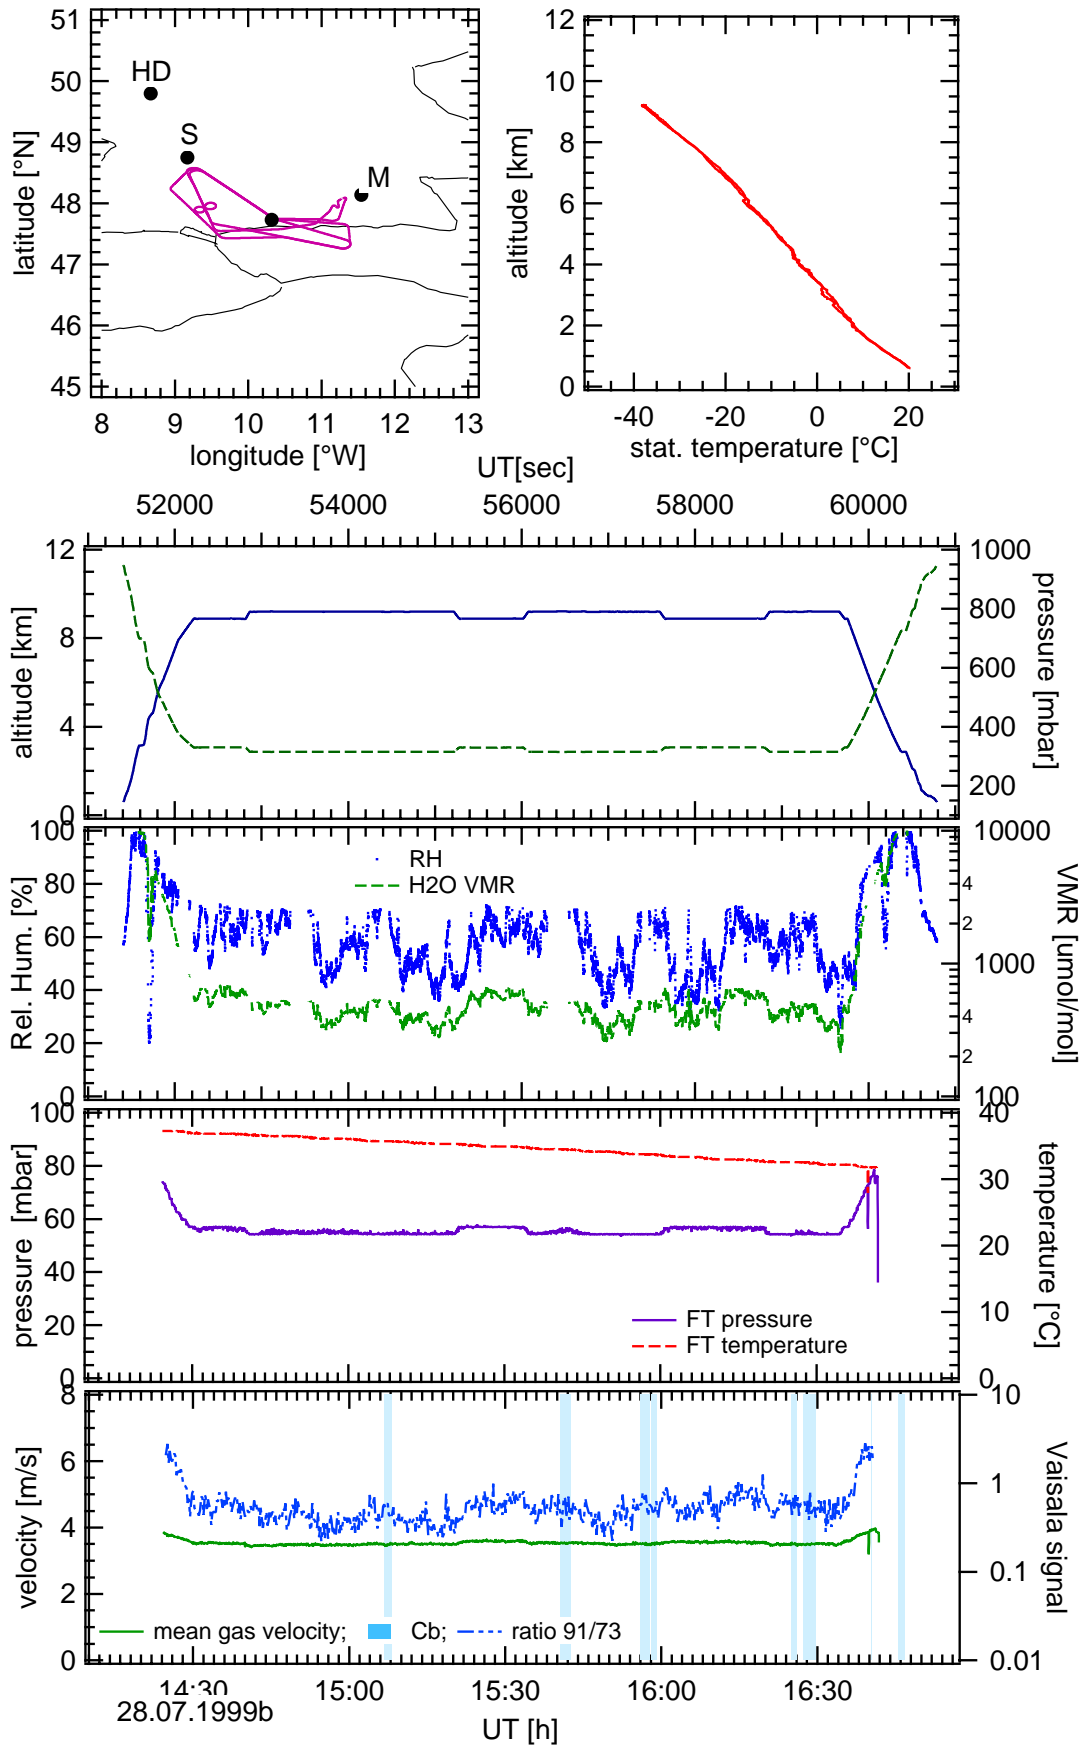 51
50
49
48
47
46
45
latitude [°N]
HD
S
M
8 9 10 11 12 13
longitude [°W]
12
10
8
6
4
2
0
altitude [km]
-40 -20 0 20
stat. temperature [°C]
UT[sec]
52000 54000 56000 58000 60000
12
8
4
0
altitude [km]
1000
800
600
400
200
pressure [mbar]
100
80
60
40
20
0
Rel. Hum. [%]
RH
H2O VMR
10000
4
2
1000
4
2
100
VMR [umol/mol]
100
80
60
40
20
0
pressure [mbar]
FT pressure
FT temperature
40
30
20
10
0
temperature [°C]
8
6
4
2
0
velocity [m/s]
mean gas velocity; Cb; ratio 91/73
10
1
0.1
0.01
Vaisala signal
14:30 15:00 15:30 16:00 16:30
28.07.1999b
UT [h]